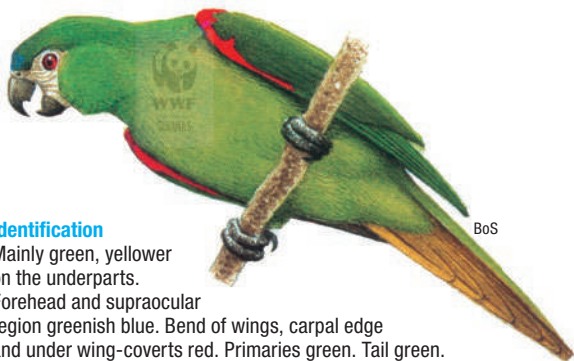 WWF
BoS
Identification
Mainly green, yellower
on the underparts.
Forehead and supraocular
region greenish blue. Bend of wings, carpal edge
and under wing-coverts red. Primaries green. Tail green.